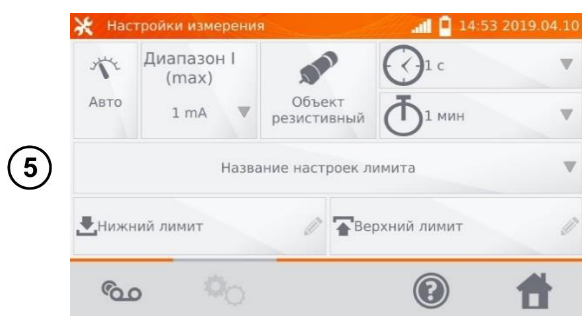 Настройки измерения 14:53 2019.04.10
Диапазон I
(max)
1 с
Авто
1 mA
Объект
резистивный
1 мин
5
Название настроек лимита
Нижний лимит
Верхний лимит
?